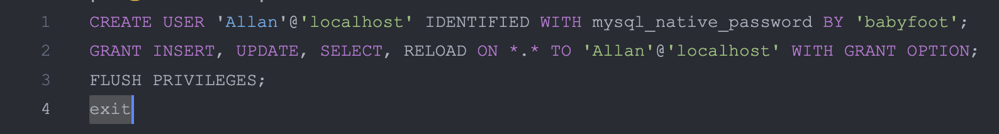 1 CREATE USER 'Allan'@'localhost' IDENTIFIED WITH mysql_native_password BY 'babyfoot';
2 GRANT INSERT, UPDATE, SELECT, RELOAD ON *.* TO 'Allan'@'localhost' WITH GRANT OPTION;
3 FLUSH PRIVILEGES;
4 exit